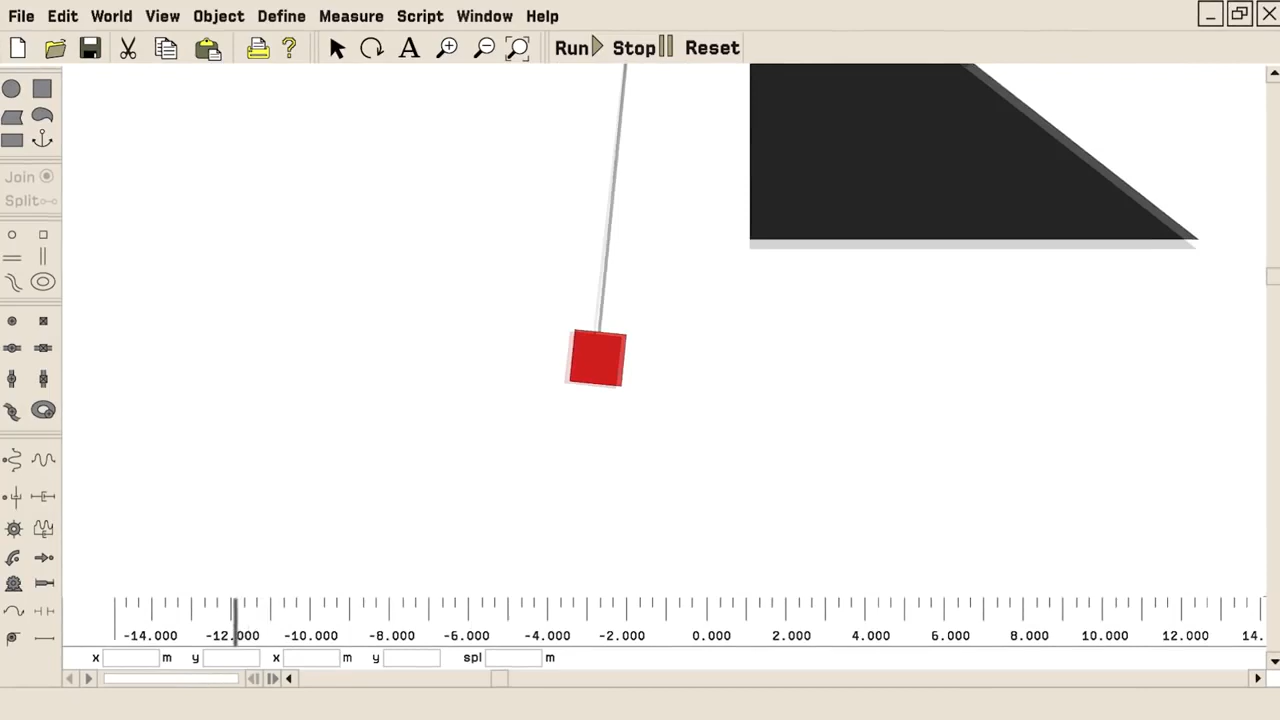 File Edit World View Object Define Measure Script Window Help
A Run Stop Reset
Join
Split
-14.000 -12.000 -10.000 -8.000 -6.000 -4.000 -2.000 0.000 2.000 4.000 6.000 8.000 10.000 12.000 14.
x m y x m y spl m